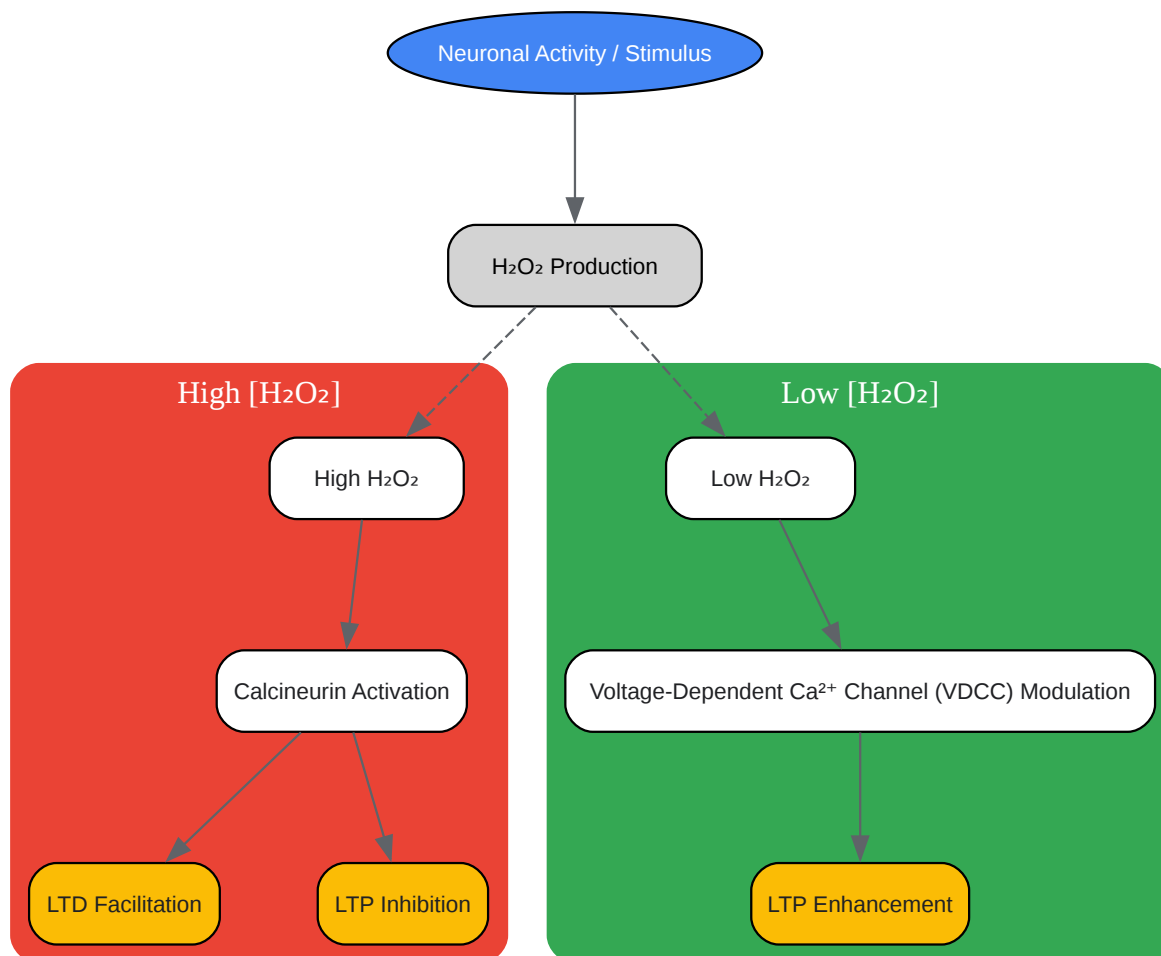 Neuronal Activity / Stimulus
H₂O₂ Production
High [H₂O₂]
Low [H₂O₂]
High H₂O₂
Low H₂O₂
Calcineurin Activation
Voltage-Dependent Ca²⁺ Channel (VDCC) Modulation
LTD Facilitation
LTP Inhibition
LTP Enhancement